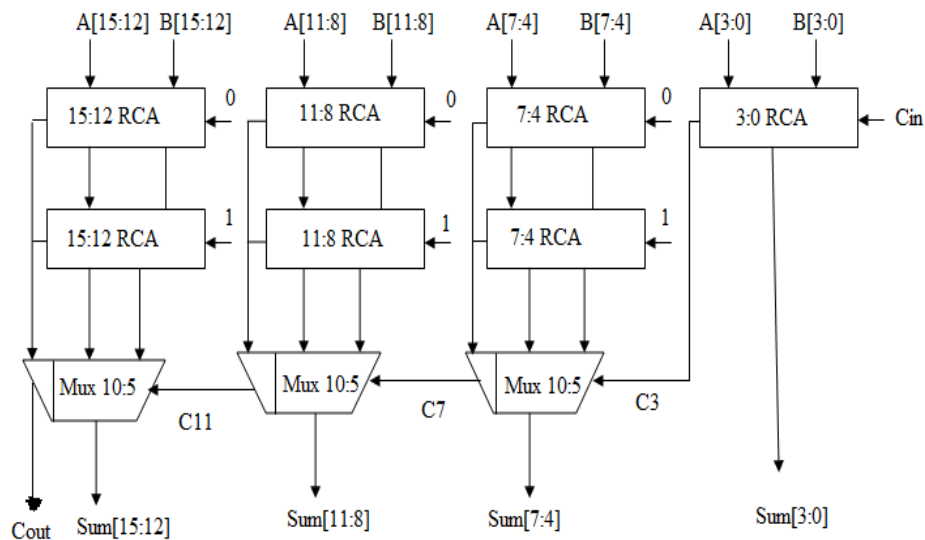 A[15:12] B[15:12] A[11:8] B[11:8] A[7:4] B[7:4] A[3:0] B[3:0]
0 0 0
15:12 RCA 11:8 RCA 7:4 RCA 3:0 RCA Cin
1 1 1
15:12 RCA 11:8 RCA 7:4 RCA
Mux 10:5 Mux 10:5 Mux 10:5
C11 C7 C3
Cout Sum[15:12] Sum[11:8] Sum[7:4] Sum[3:0]